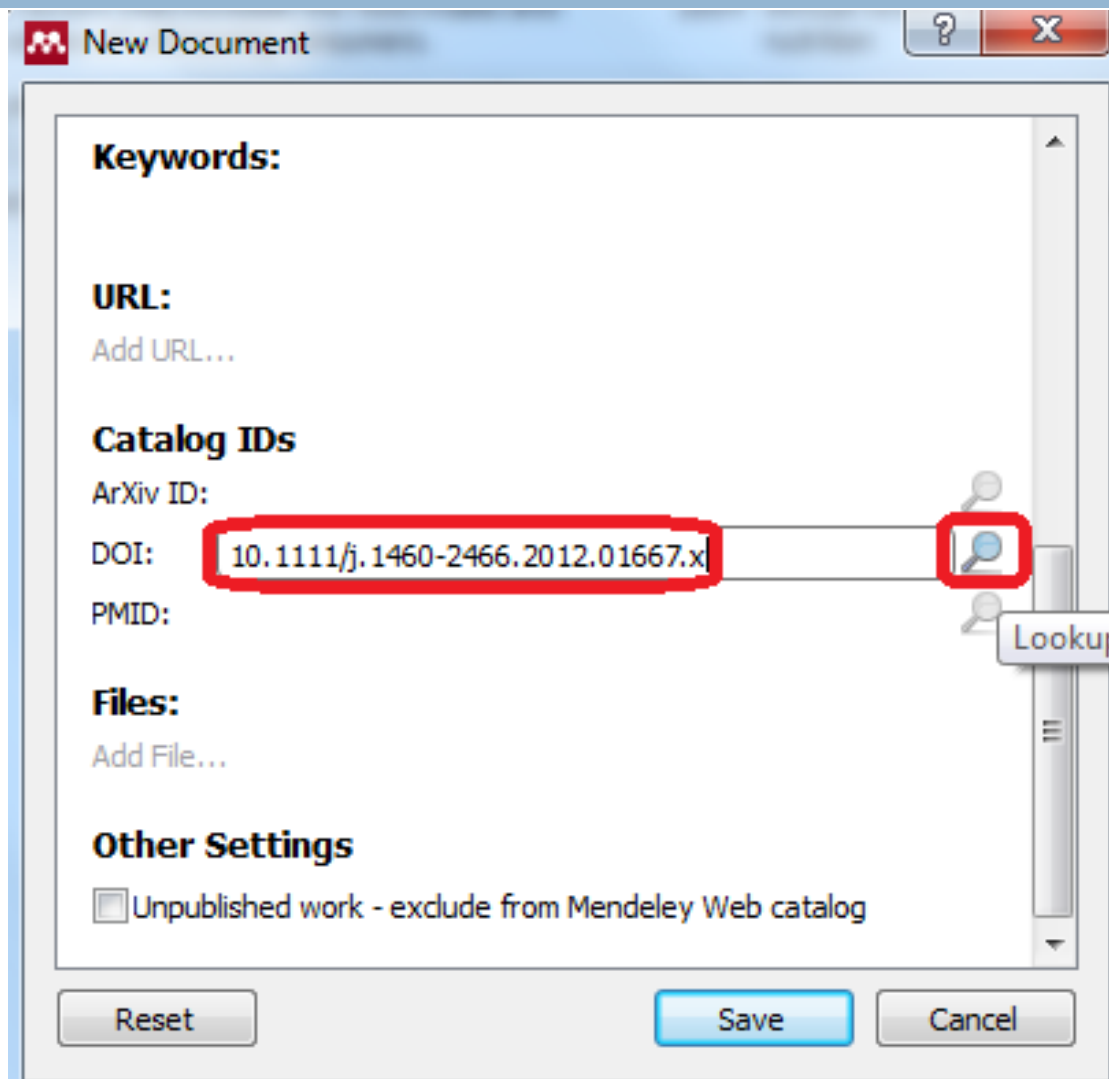 New Document
?
X
Keywords:
URL:
Add URL...
Catalog IDs
ArXiv ID:
DOI: 10.1111/j.1460-2466.2012.01667.x
PMID:
Lookup
Files:
Add File...
Other Settings
Unpublished work - exclude from Mendeley Web catalog
Reset Save Cancel